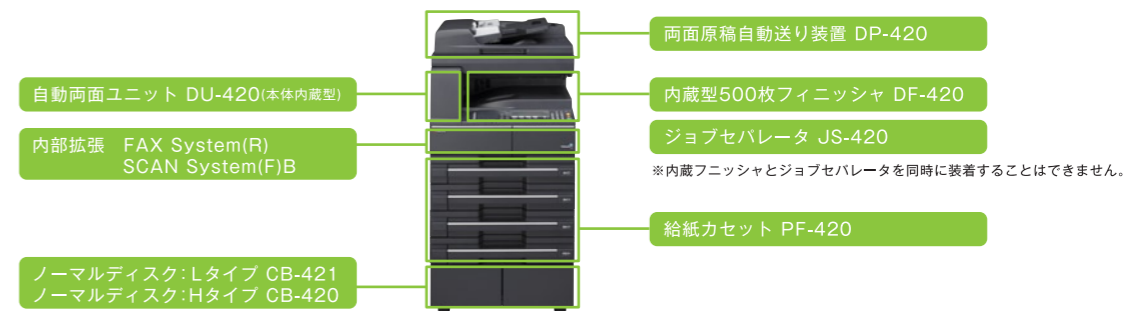 両面原稿自動送り装置 DP-420
自動両面ユニット DU-420(本体内蔵型)
内蔵型500枚フィニッシャ DF-420
内部拡張 FAX System(R)
SCAN System(F)B
ジョブセパレータ JS-420
※内蔵フニッシャとジョブセパレータを同時に装着することはできません。
給紙カセット PF-420
ノーマルディスク:Lタイプ CB-421
ノーマルディスク:Hタイプ CB-420